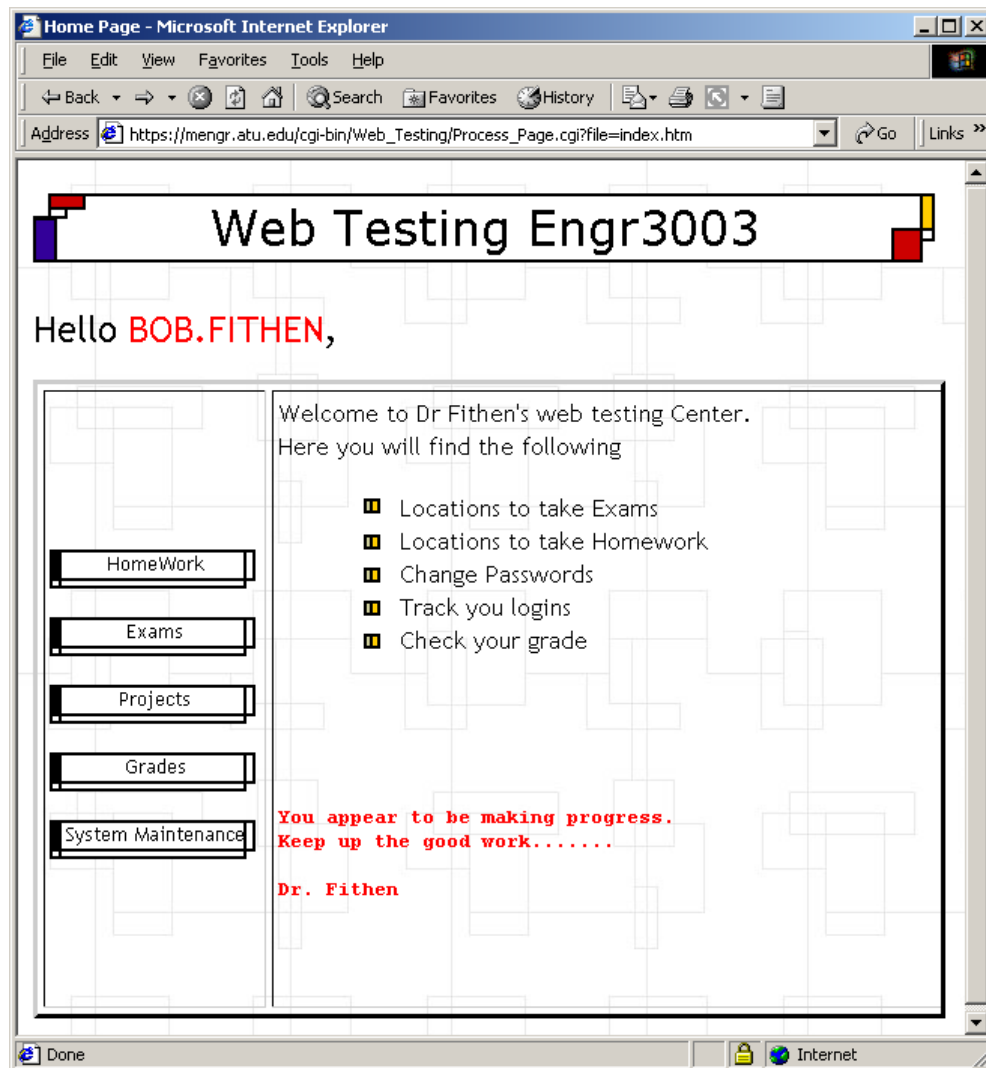 Home Page - Microsoft Internet Explorer
File Edit View Favorites Tools Help
Back Search Favorites History
Address https://mengr.atu.edu/cgi-bin/Web_Testing/Process_Page.cgi?file=index.htm Go Links »
Web Testing Engr3003
Hello BOB.FITHEN,
Welcome to Dr Fithen's web testing Center.
Here you will find the following
Locations to take Exams
Locations to take Homework
Change Passwords
Track you logins
Check your grade
HomeWork
Exams
Projects
Grades
System Maintenance
You appear to be making progress.
Keep up the good work.......
Dr. Fithen
Done Internet